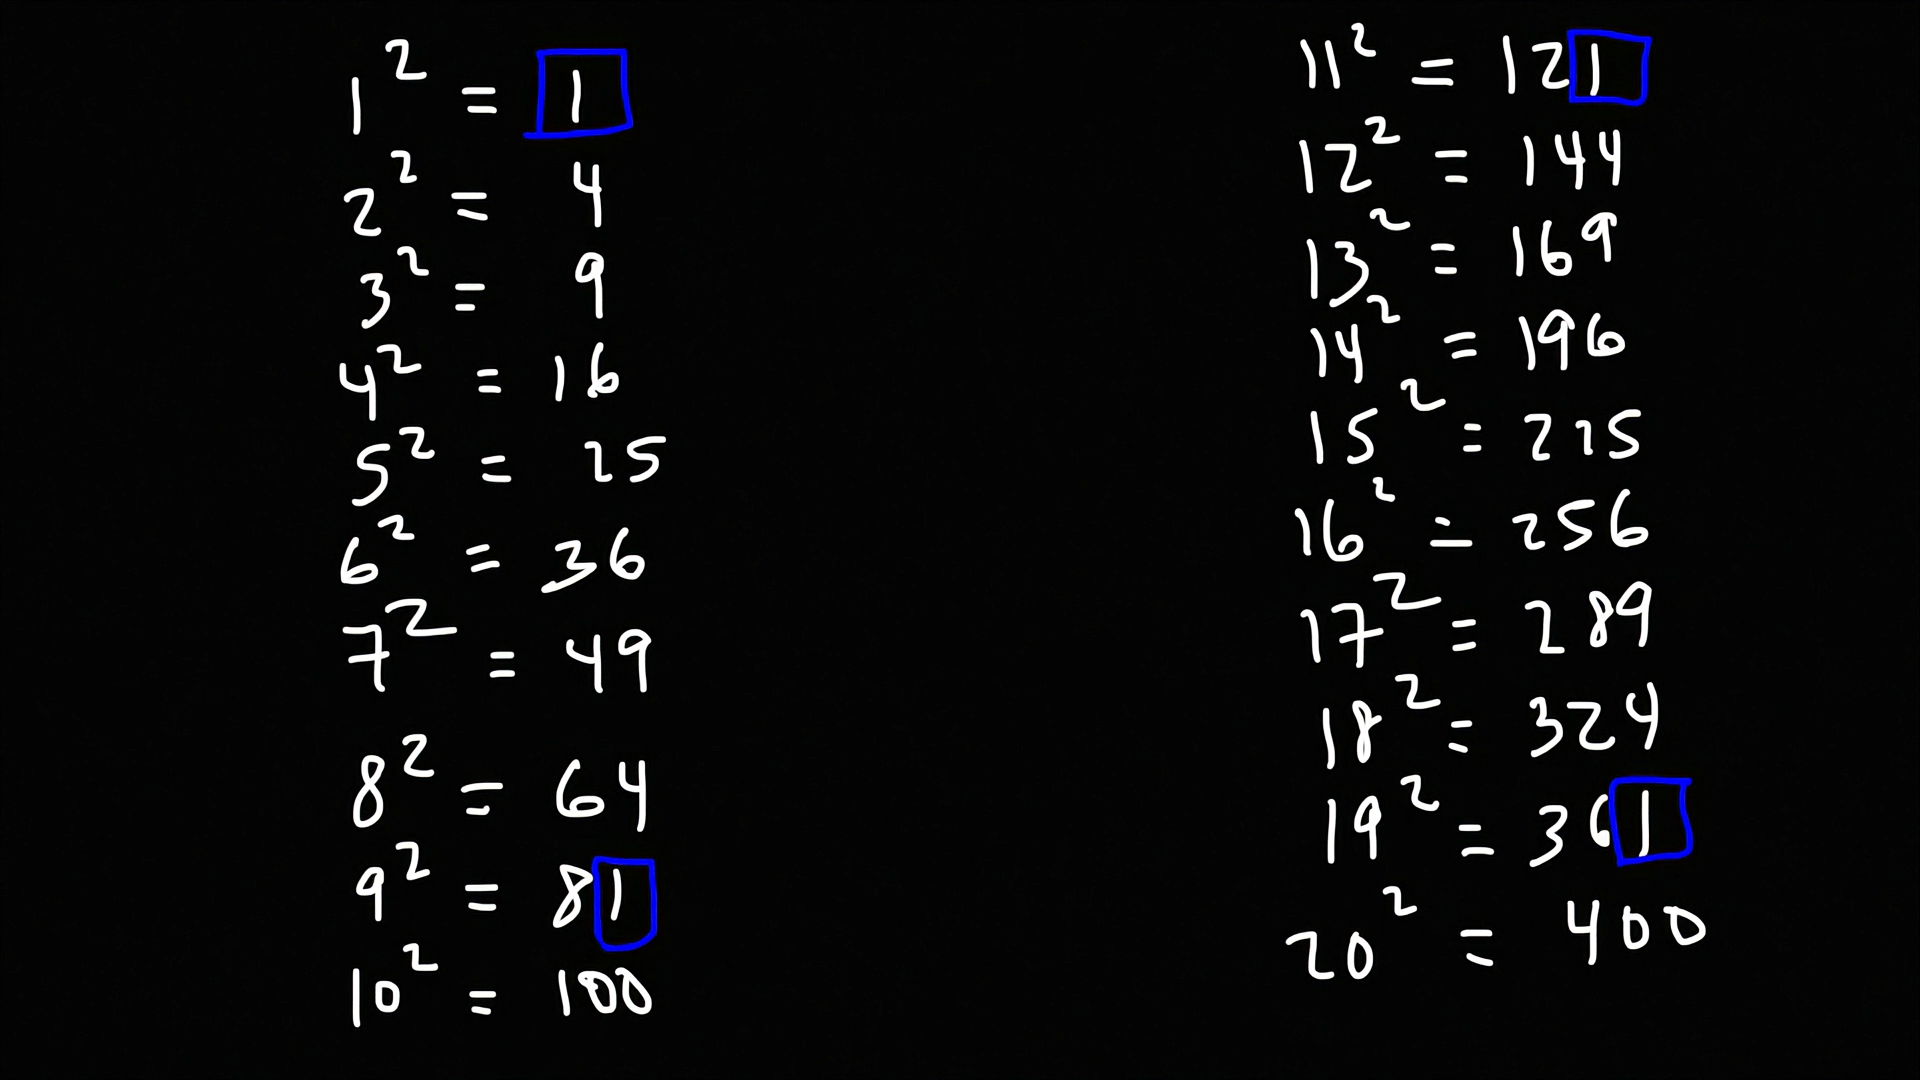 1² = 1
2² = 4
3² = 9
4² = 16
5² = 25
6² = 36
7² = 49
8² = 64
9² = 81
10² = 100
11² = 121
12² = 144
13² = 169
14² = 196
15² = 225
16² = 256
17² = 289
18² = 324
19² = 361
20² = 400